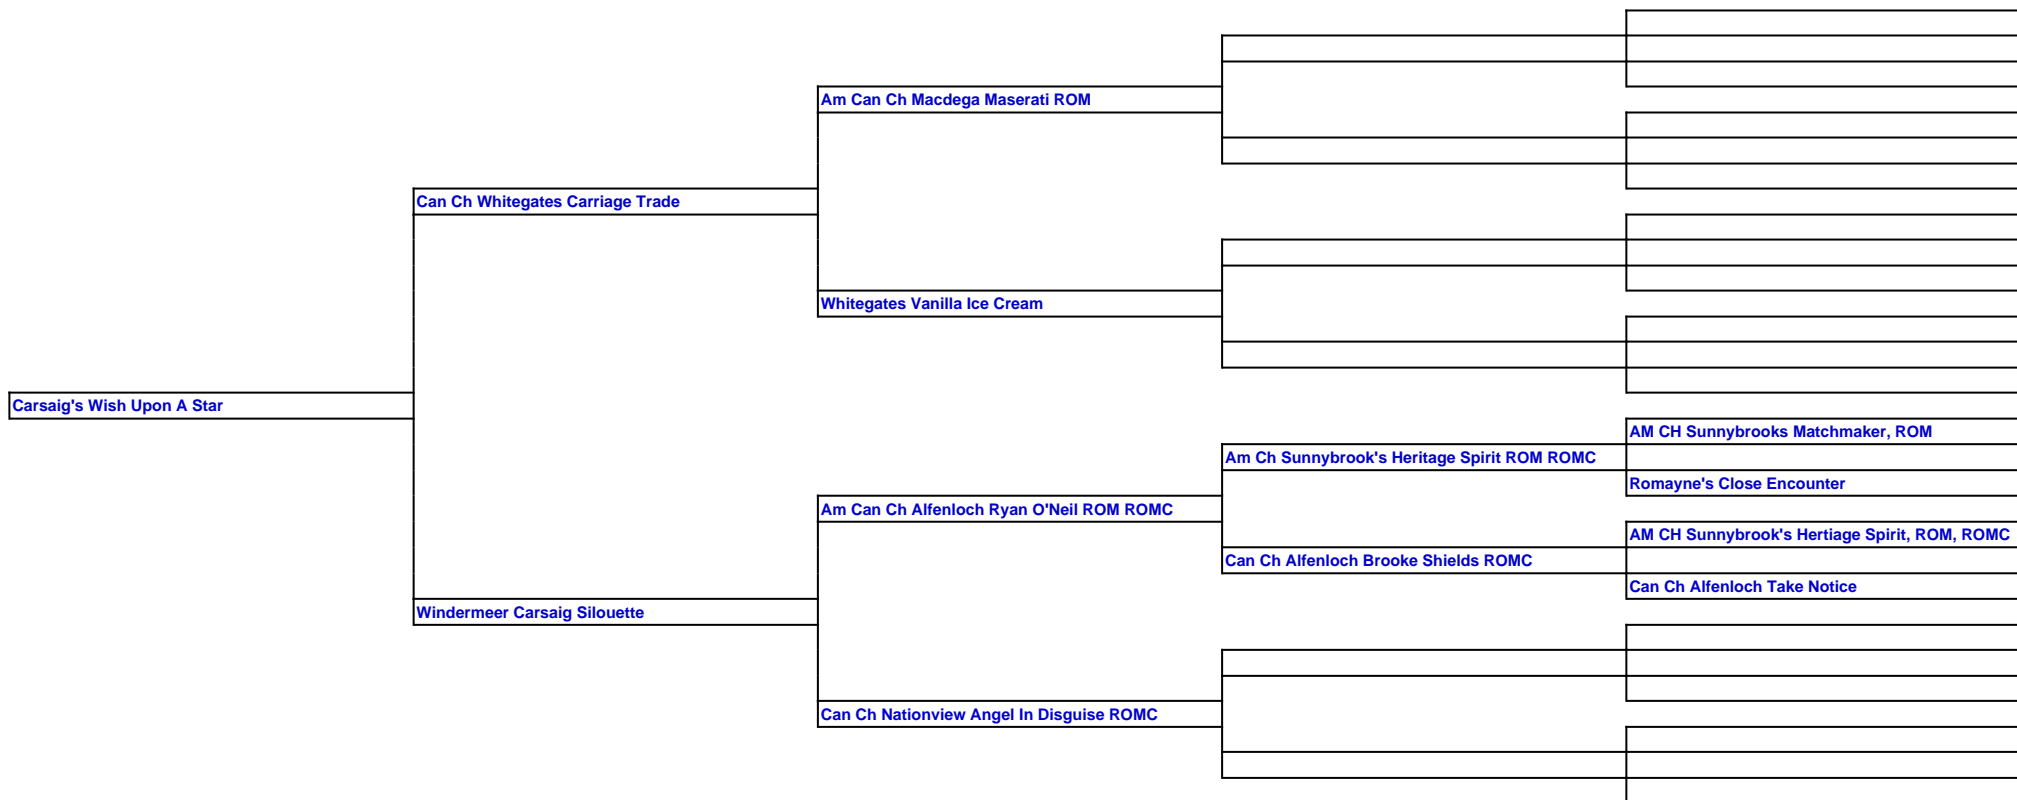 Am Can Ch Macdega Maserati ROM
Can Ch Whitegates Carriage Trade
Whitegates Vanilla Ice Cream
Carsaig's Wish Upon A Star
AM CH Sunnybrooks Matchmaker, ROM
Am Ch Sunnybrook's Heritage Spirit ROM ROMC
Romayne's Close Encounter
Am Can Ch Alfenloch Ryan O'Neil ROM ROMC
AM CH Sunnybrook's Hertiage Spirit, ROM, ROMC
Can Ch Alfenloch Brooke Shields ROMC
Can Ch Alfenloch Take Notice
Windermeer Carsaig Silouette
Can Ch Nationview Angel In Disguise ROMC